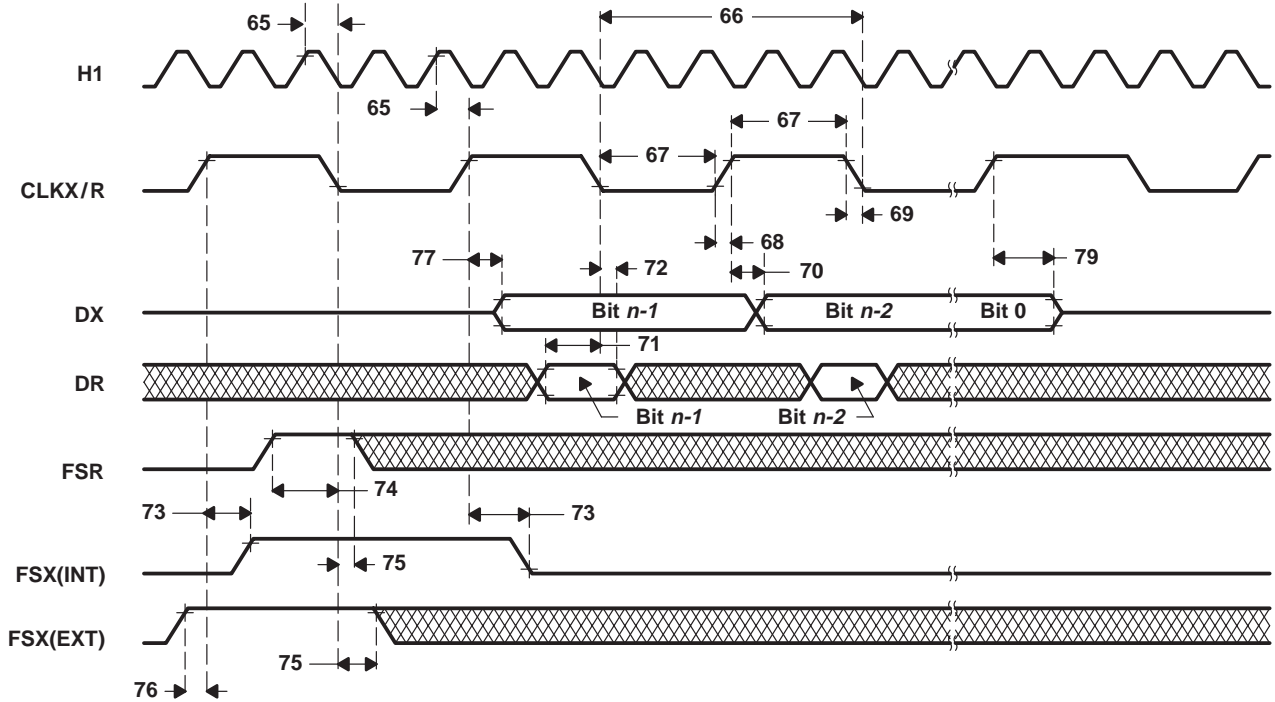 65
66
H1
65
67
67
CLKX/R
69
68
77
72
70
79
DX
Bit n-1
Bit n-2
Bit 0
71
DR
Bit n-1
Bit n-2
FSR
74
73
73
75
FSX(INT)
FSX(EXT)
75
76